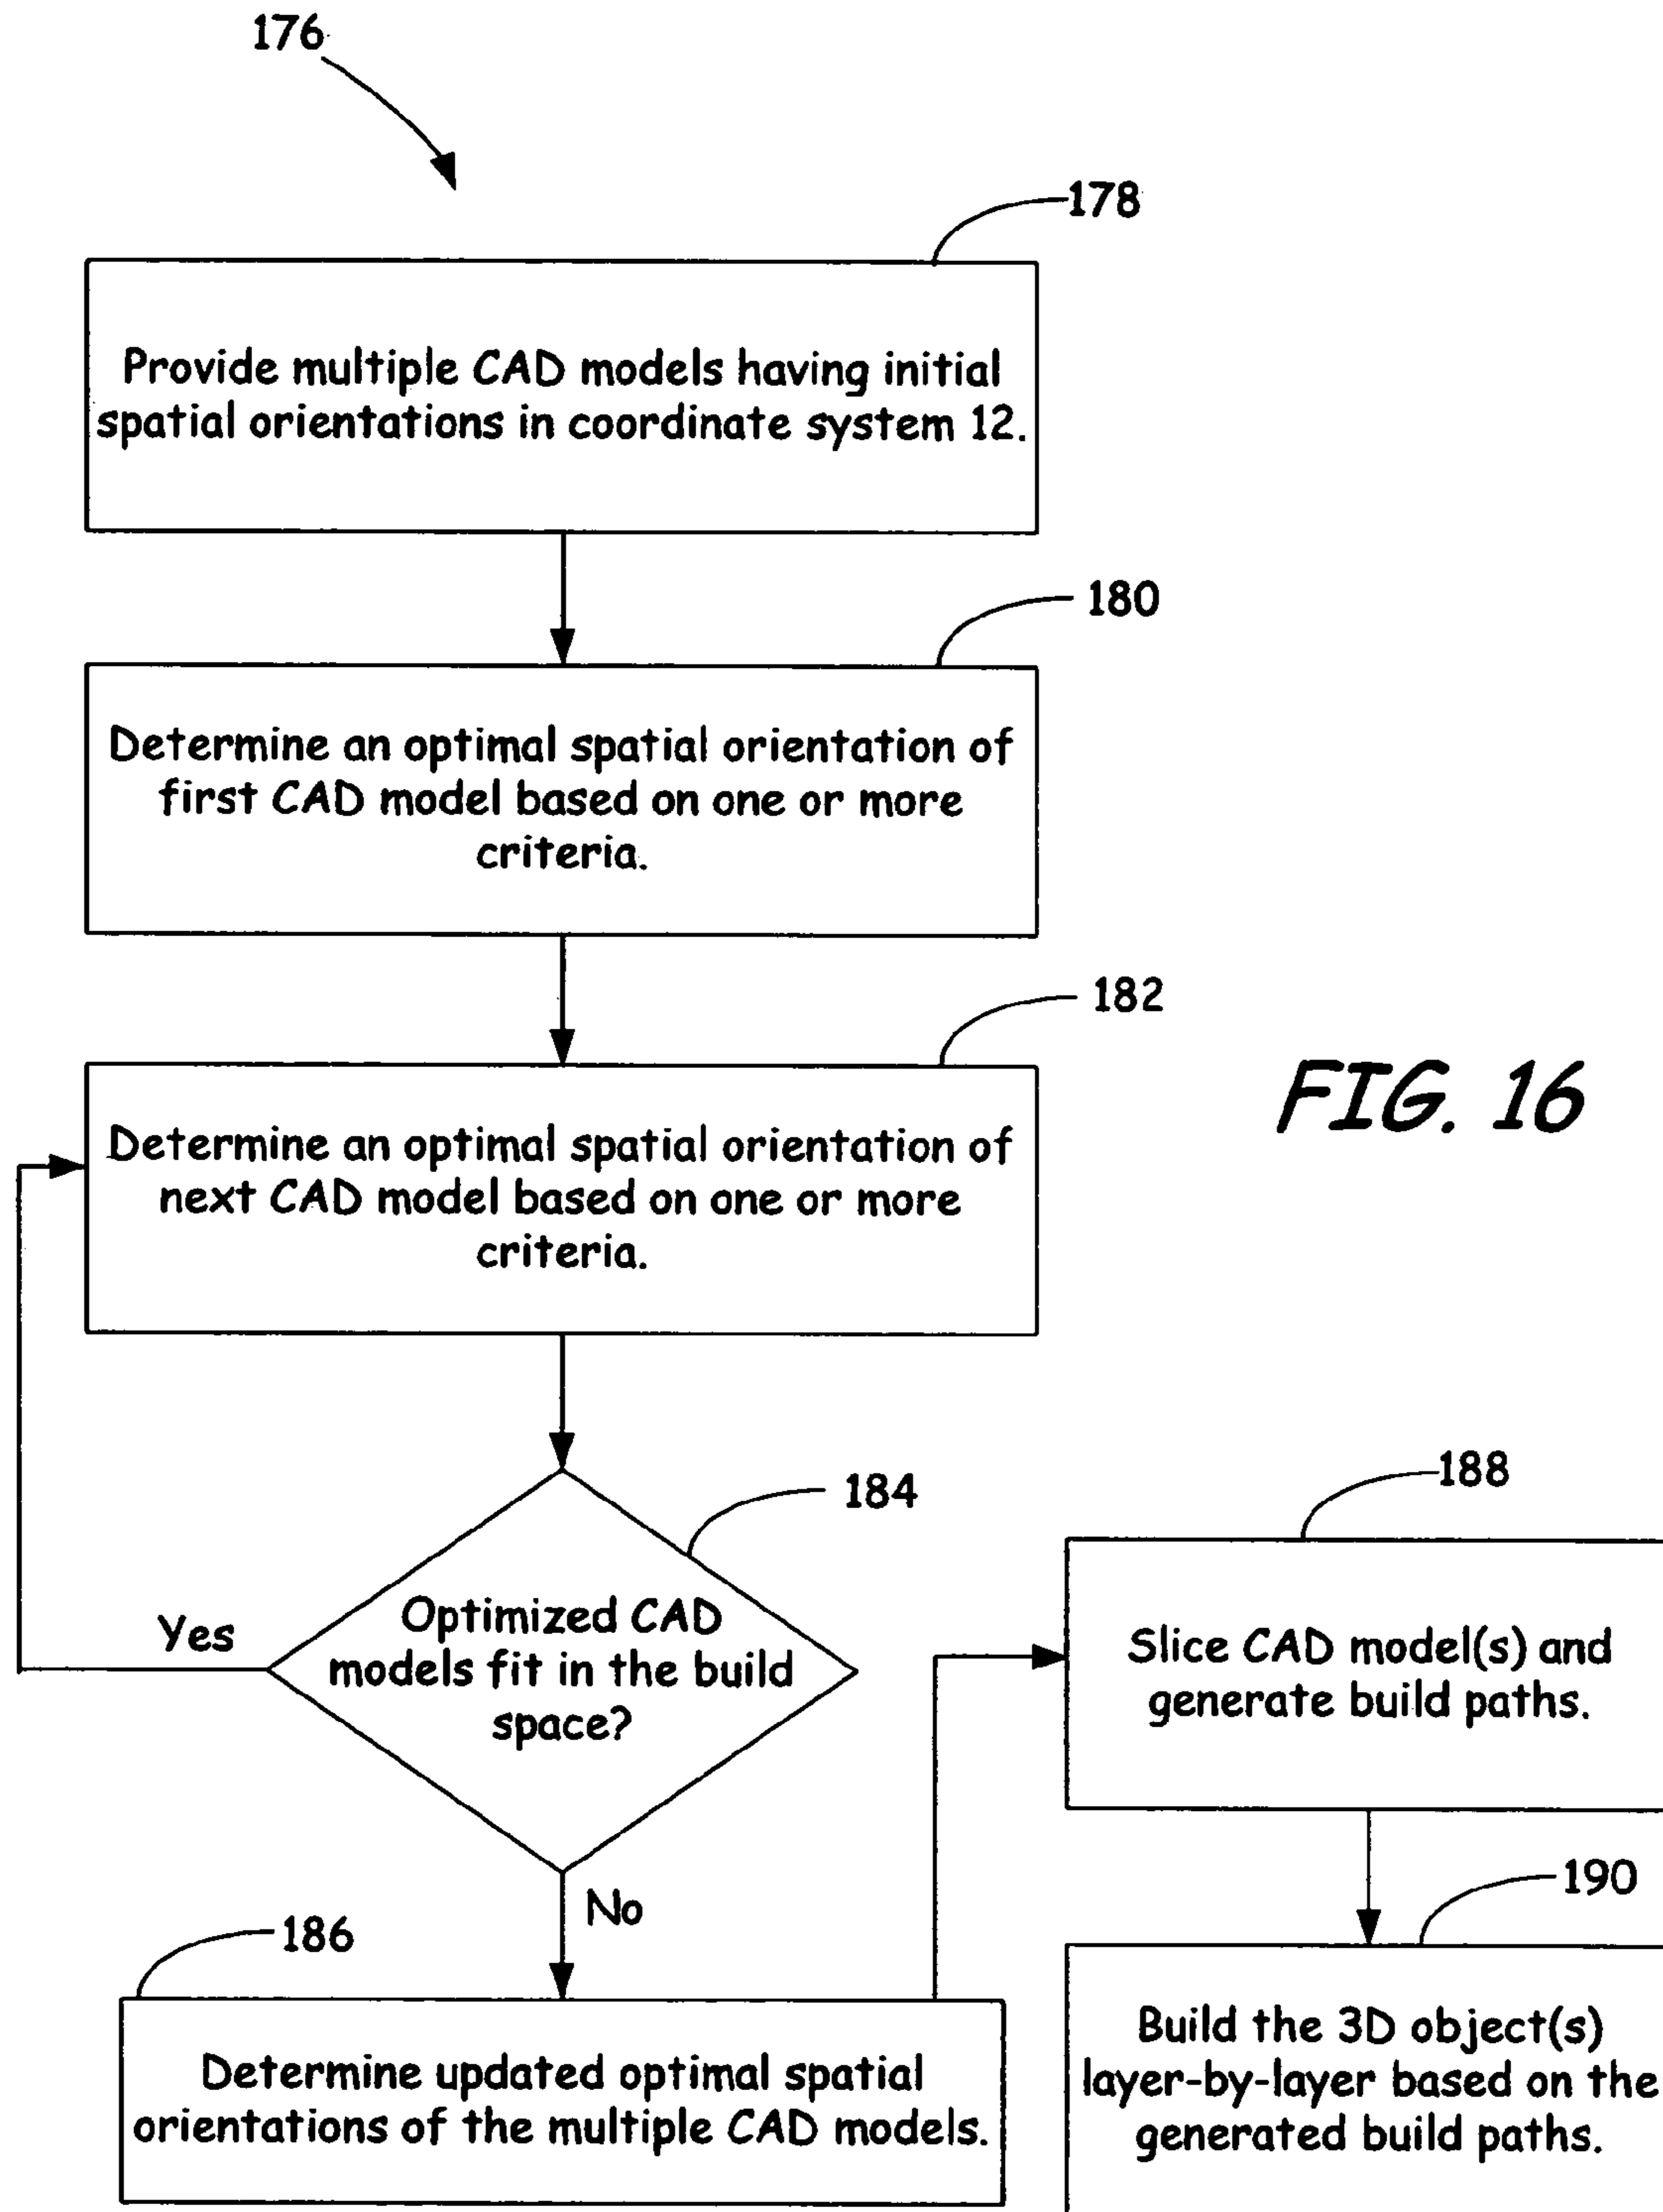 176
178
Provide multiple CAD models having initial
spatial orientations in coordinate system 12.
180
Determine an optimal spatial orientation of
first CAD model based on one or more
criteria.
182
Determine an optimal spatial orientation of
next CAD model based on one or more
criteria.
FIG. 16
184
Optimized CAD
models fit in the build
space?
Yes
No
186
Determine updated optimal spatial
orientations of the multiple CAD models.
188
Slice CAD model(s) and
generate build paths.
190
Build the 3D object(s)
layer-by-layer based on the
generated build paths.